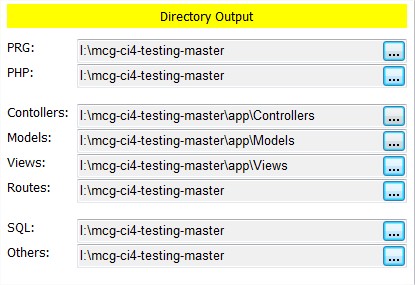 Directory Output
PRG: I:\mcg-ci4-testing-master ...
PHP: I:\mcg-ci4-testing-master ...
Contollers: I:\mcg-ci4-testing-master\app\Controllers ...
Models: I:\mcg-ci4-testing-master\app\Models ...
Views: I:\mcg-ci4-testing-master\app\Views ...
Routes: I:\mcg-ci4-testing-master ...
SQL: I:\mcg-ci4-testing-master ...
Others: I:\mcg-ci4-testing-master ...